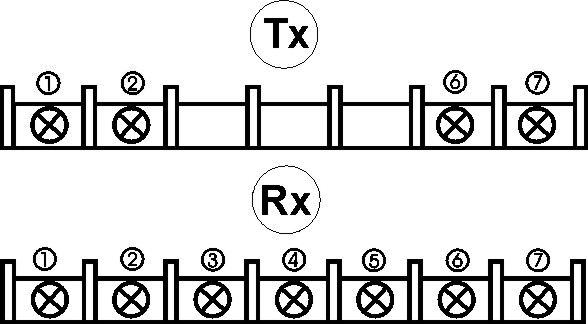 Tx
① ② ⑥ ⑦
Rx
① ② ③ ④ ⑤ ⑥ ⑦